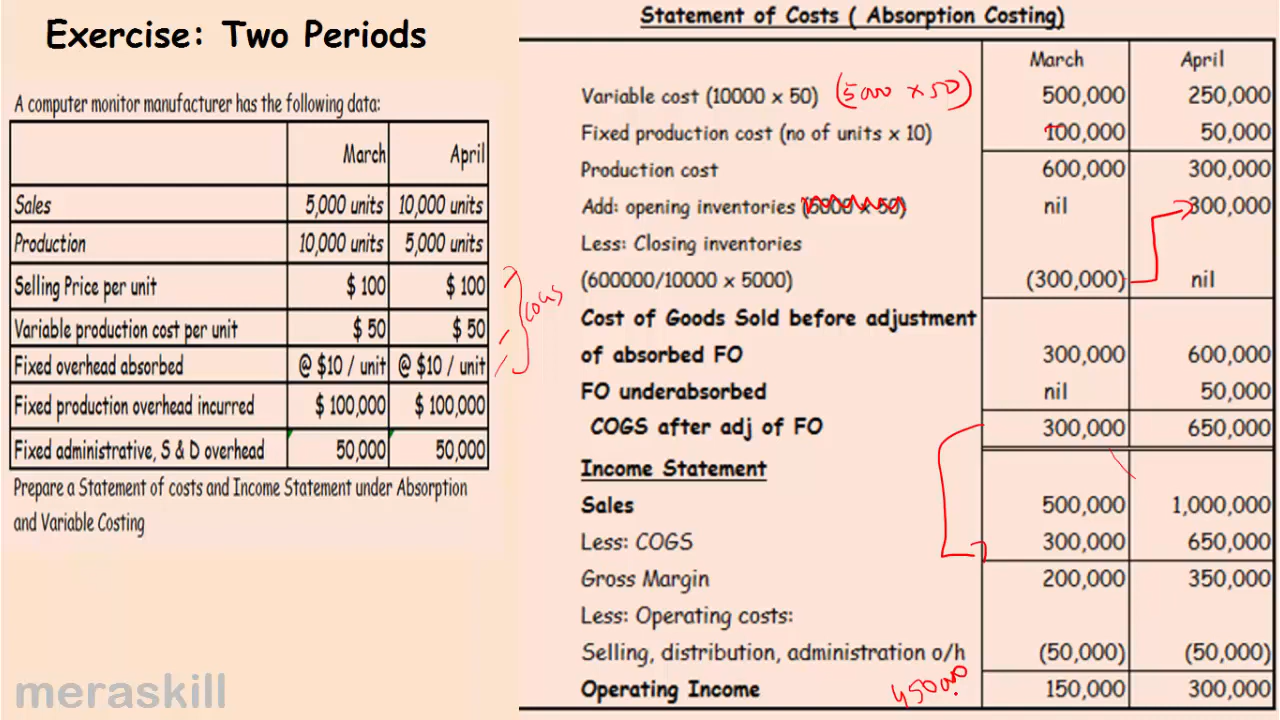 Exercise: Two Periods
A computer monitor manufacturer has the following data:
March April
Sales 5,000 units 10,000 units
Production 10,000 units 5,000 units
Selling Price per unit $ 100 $ 100
Variable production cost per unit $ 50 $ 50
Fixed overhead absorbed @ $10 / unit @ $10 / unit
Fixed production overhead incurred $ 100,000 $ 100,000
Fixed administrative, S & D overhead 50,000 50,000
COGS
Prepare a Statement of costs and Income Statement under Absorption
and Variable Costing
meraskill
Statement of Costs ( Absorption Costing)
March April
Variable cost (10000 x 50) (5000 x 50) 500,000 250,000
Fixed production cost (no of units x 10) 100,000 50,000
Production cost 600,000 300,000
Add: opening inventories (5000 x 50) nil 300,000
Less: Closing inventories
(600000/10000 x 5000) (300,000) nil
Cost of Goods Sold before adjustment
of absorbed FO 300,000 600,000
FO underabsorbed nil 50,000
COGS after adj of FO 300,000 650,000
Income Statement
Sales 500,000 1,000,000
Less: COGS 300,000 650,000
Gross Margin 200,000 350,000
Less: Operating costs:
Selling, distribution, administration o/h (50,000) (50,000)
Operating Income 450000 150,000 300,000